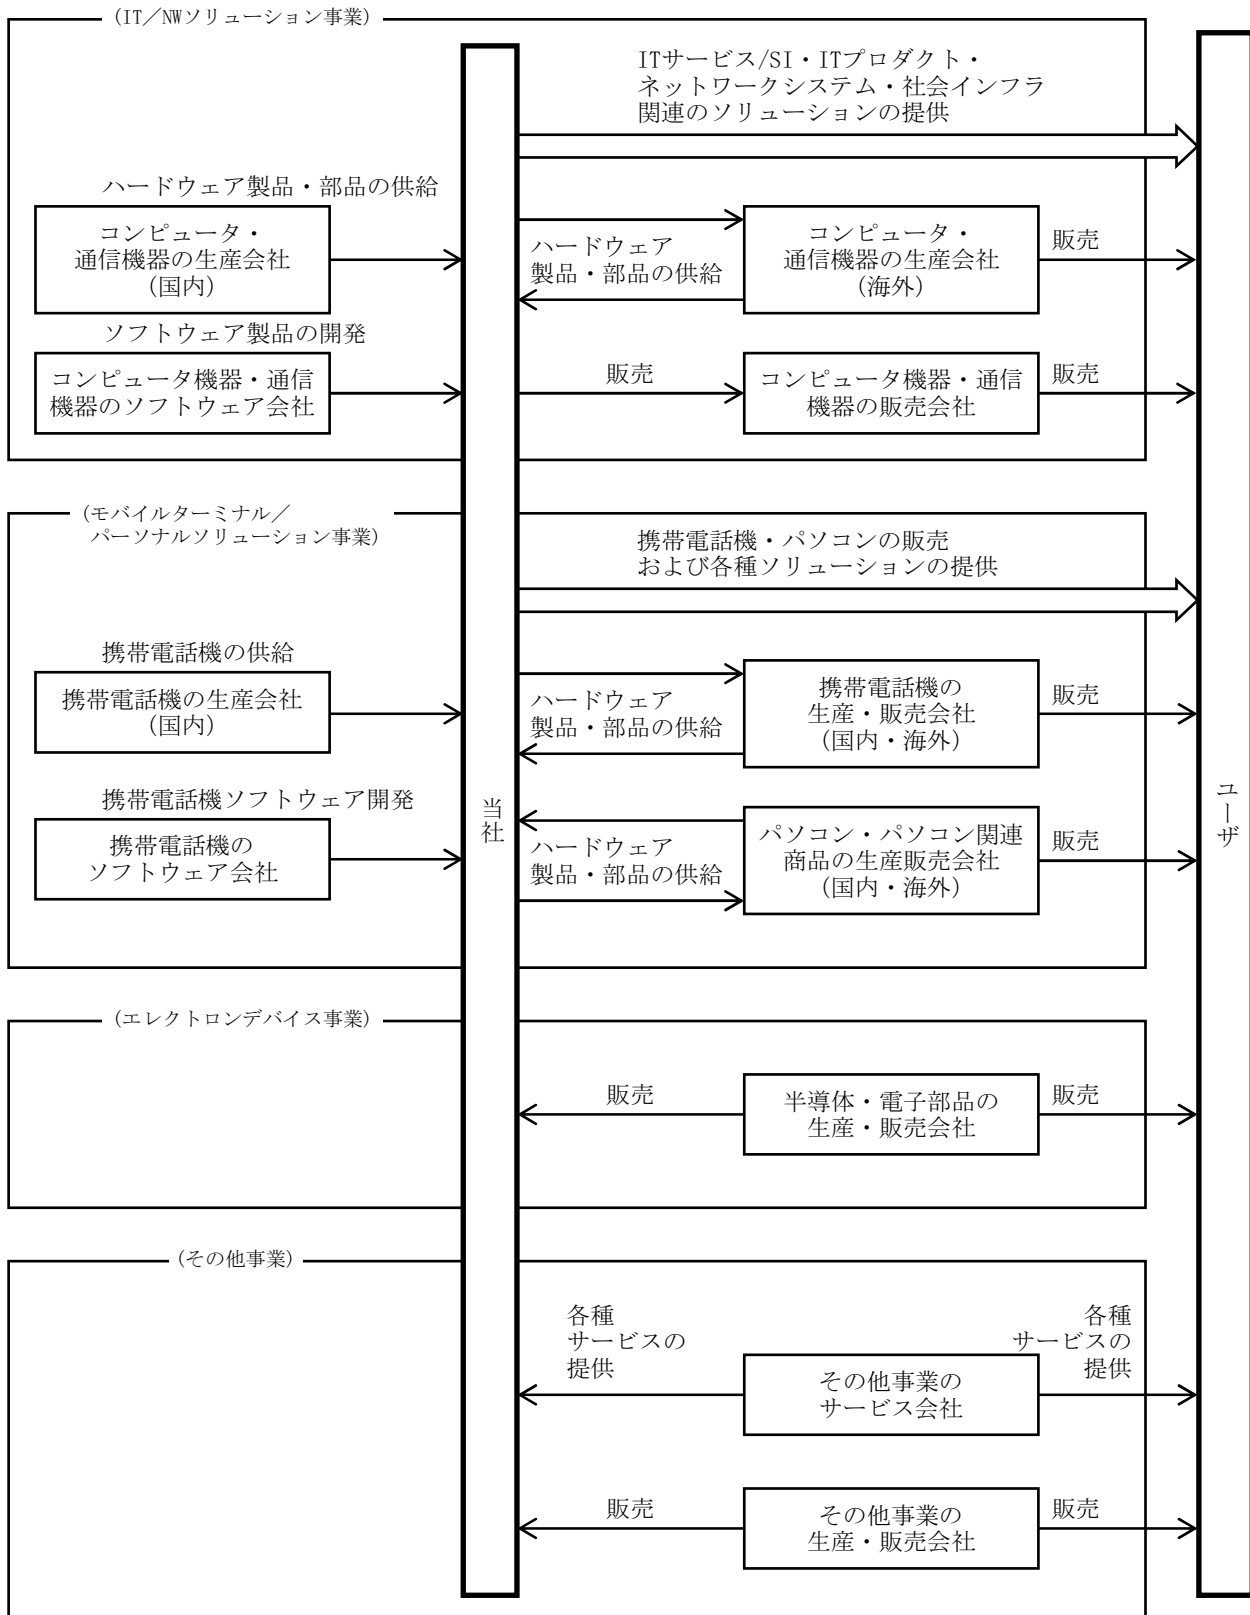 (IT／NWソリューション事業)
ITサービス/SI・ITプロダクト・
ネットワークシステム・社会インフラ
関連のソリューションの提供
ハードウェア製品・部品の供給
コンピュータ・
通信機器の生産会社
(国内)
ハードウェア
製品・部品の供給
コンピュータ・
通信機器の生産会社
(海外)
販売
ソフトウェア製品の開発
コンピュータ機器・通信
機器のソフトウェア会社
販売
コンピュータ機器・通信
機器の販売会社
販売
(モバイルターミナル／
パーソナルソリューション事業)
携帯電話機・パソコンの販売
および各種ソリューションの提供
携帯電話機の供給
携帯電話機の生産会社
(国内)
ハードウェア
製品・部品の供給
携帯電話機の
生産・販売会社
(国内・海外)
販売
携帯電話機ソフトウェア開発
携帯電話機の
ソフトウェア会社
当社
ハードウェア
製品・部品の供給
パソコン・パソコン関連
商品の生産販売会社
(国内・海外)
販売
ユーザ
(エレクトロンデバイス事業)
販売
半導体・電子部品の
生産・販売会社
販売
(その他事業)
各種
サービスの
提供
その他事業の
サービス会社
各種
サービスの
提供
販売
その他事業の
生産・販売会社
販売